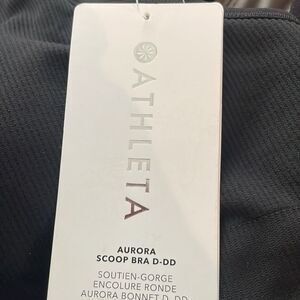 ATHLETA
AURORA
SCOOP BRA D-DD
SOUTIEN-GORGE
ENCOLURE RONDE
AURORA BONNET D-DD